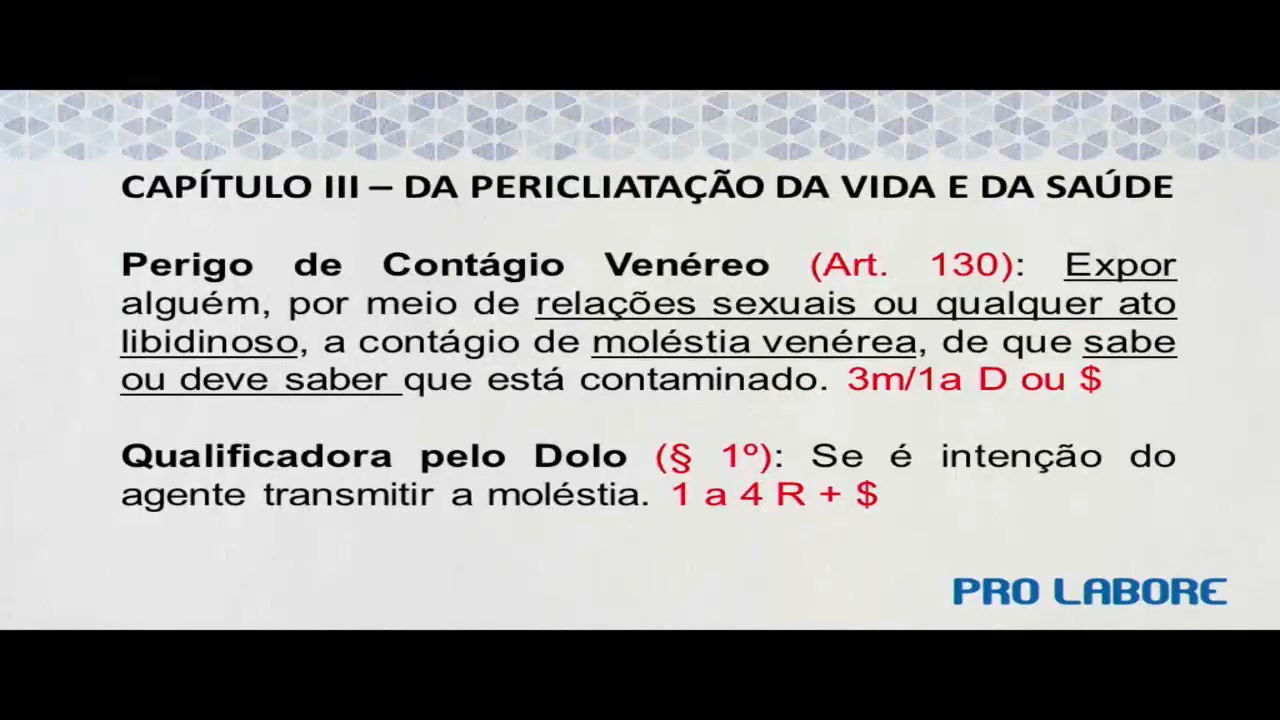 CAPÍTULO III – DA PERICLIATAÇÃO DA VIDA E DA SAÚDE
Perigo de Contágio Venéreo (Art. 130): Expor
alguém, por meio de relações sexuais ou qualquer ato
libidinoso, a contágio de moléstia venérea, de que sabe
ou deve saber que está contaminado. 3m/1a D ou $
Qualificadora pelo Dolo (§ 1º): Se é intenção do
agente transmitir a moléstia. 1 a 4 R + $
PRO LABORE